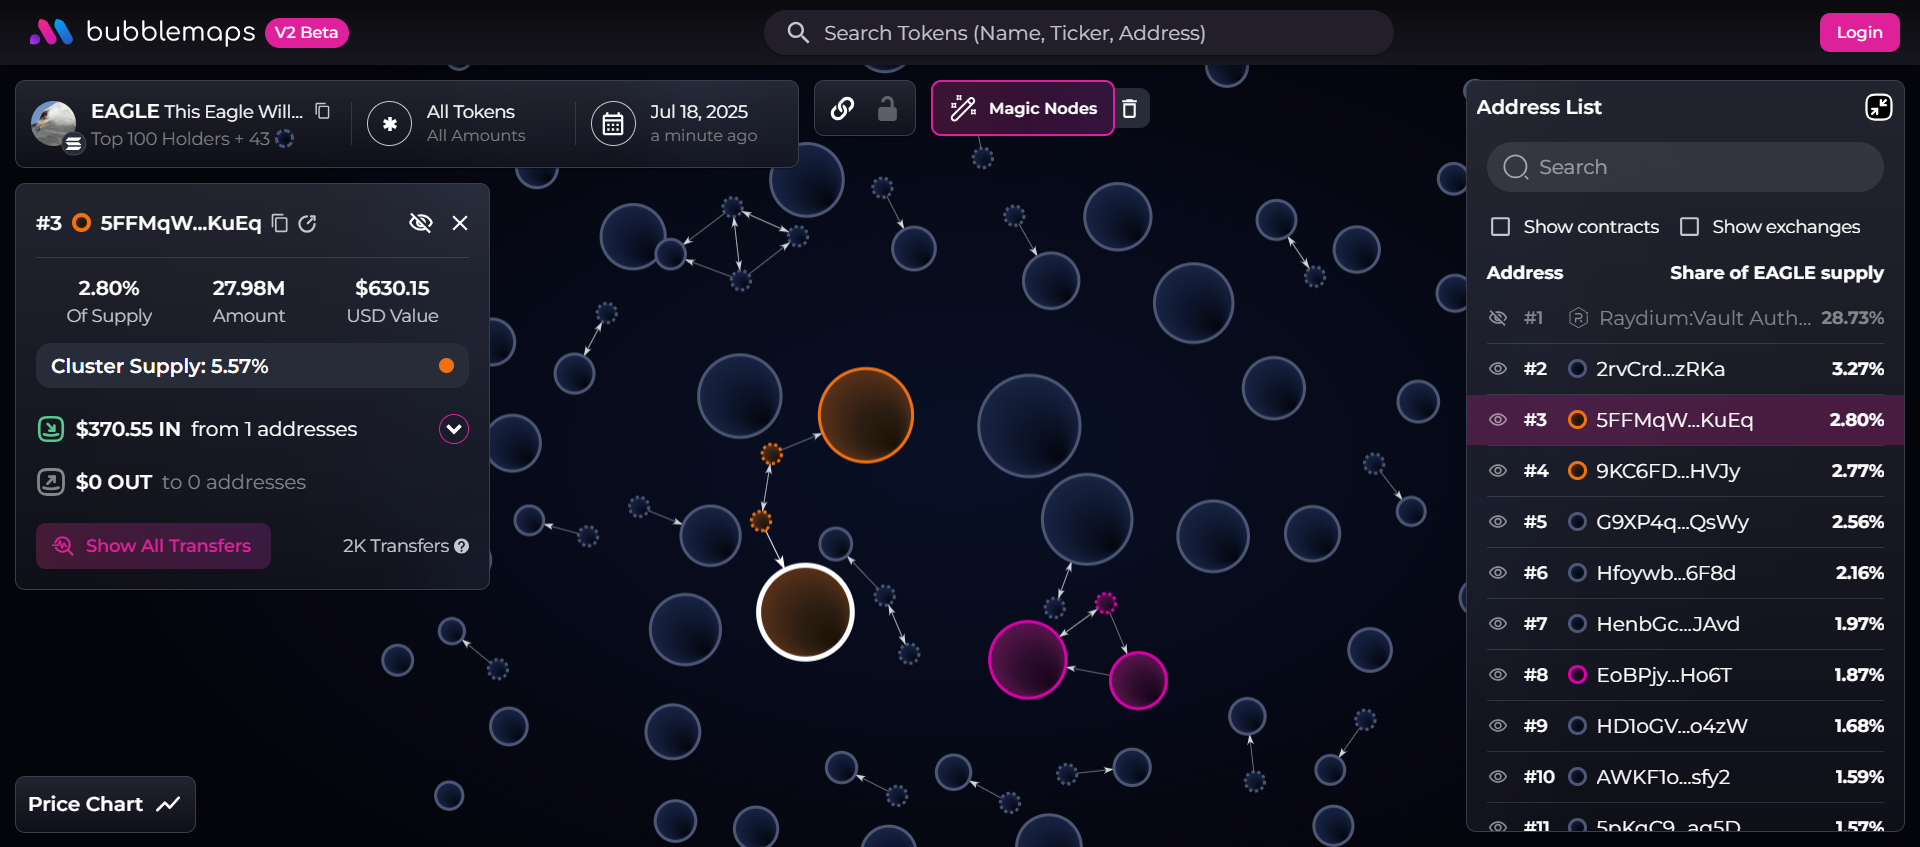 bubblemaps V2 Beta
Search Tokens (Name, Ticker, Address)
Login
EAGLE This Eagle Will...
Top 100 Holders + 43
All Tokens
All Amounts
Jul 18, 2025
a minute ago
Magic Nodes
#3 5FFMqW...KuEq
2.80% 27.98M $630.15
Of Supply Amount USD Value
Cluster Supply: 5.57%
$370.55 IN from 1 addresses
$0 OUT to 0 addresses
Show All Transfers 2K Transfers ?
Price Chart
Address List
Search
Show contracts Show exchanges
Address Share of EAGLE supply
#1 Raydium:Vault Auth... 28.73%
#2 2rvCrd...zRKa 3.27%
#3 5FFMqW...KuEq 2.80%
#4 9KC6FD...HVJy 2.77%
#5 G9XP4q...QsWy 2.56%
#6 Hfoywb...6F8d 2.16%
#7 HenbGc...JAvd 1.97%
#8 EoBPjy...Ho6T 1.87%
#9 HD1oGV...o4zW 1.68%
#10 AWKF1o...sfy2 1.59%
#11 1.57%